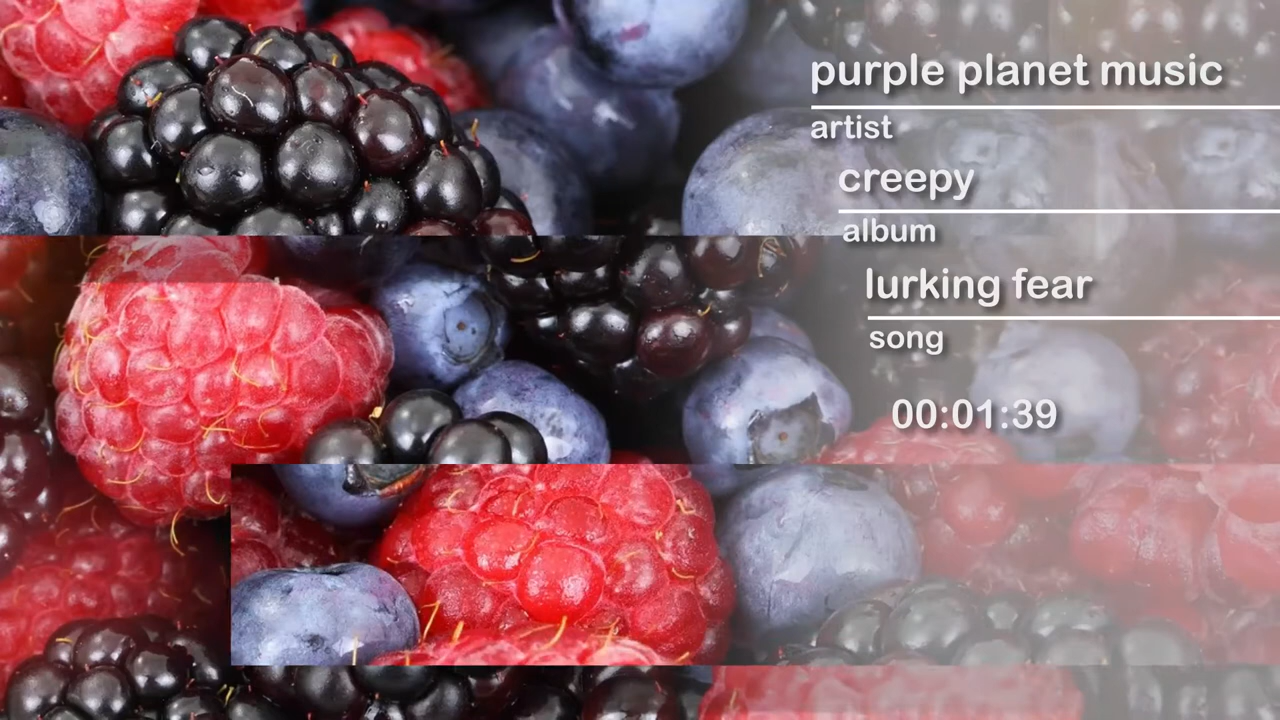 purple planet music
artist
creepy
album
lurking fear
song
00:01:39